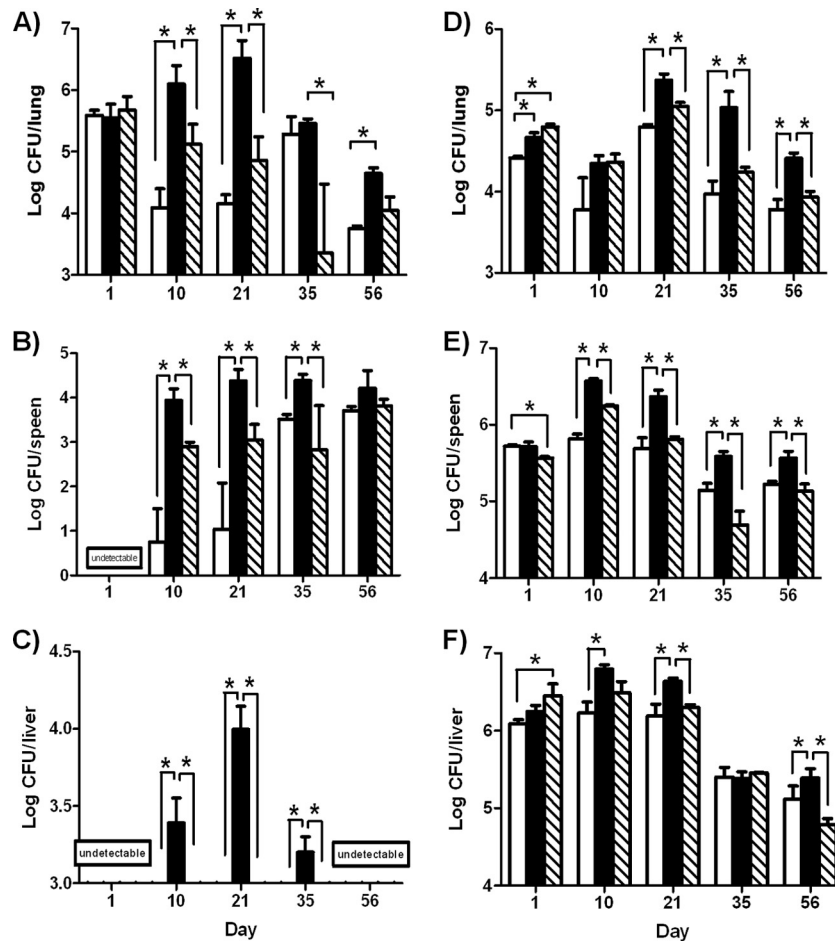 A)
Log CFU/lung
7
6
5
4
3
* * * * * *
1 10 21 35 56
B)
Log CFU/speen
5
4
3
2
1
0
* * * * * *
undetectable
1 10 21 35 56
C)
Log CFU/liver
4.5
4.0
3.5
3.0
* * * * * *
undetectable undetectable
1 10 21 35 56
Day
D)
Log CFU/lung
6
5
4
3
* * * * * * * *
1 10 21 35 56
E)
Log CFU/speen
7
6
5
4
* * * * * * * * *
1 10 21 35 56
F)
Log CFU/liver
7
6
5
4
* * * * * *
1 10 21 35 56
Day